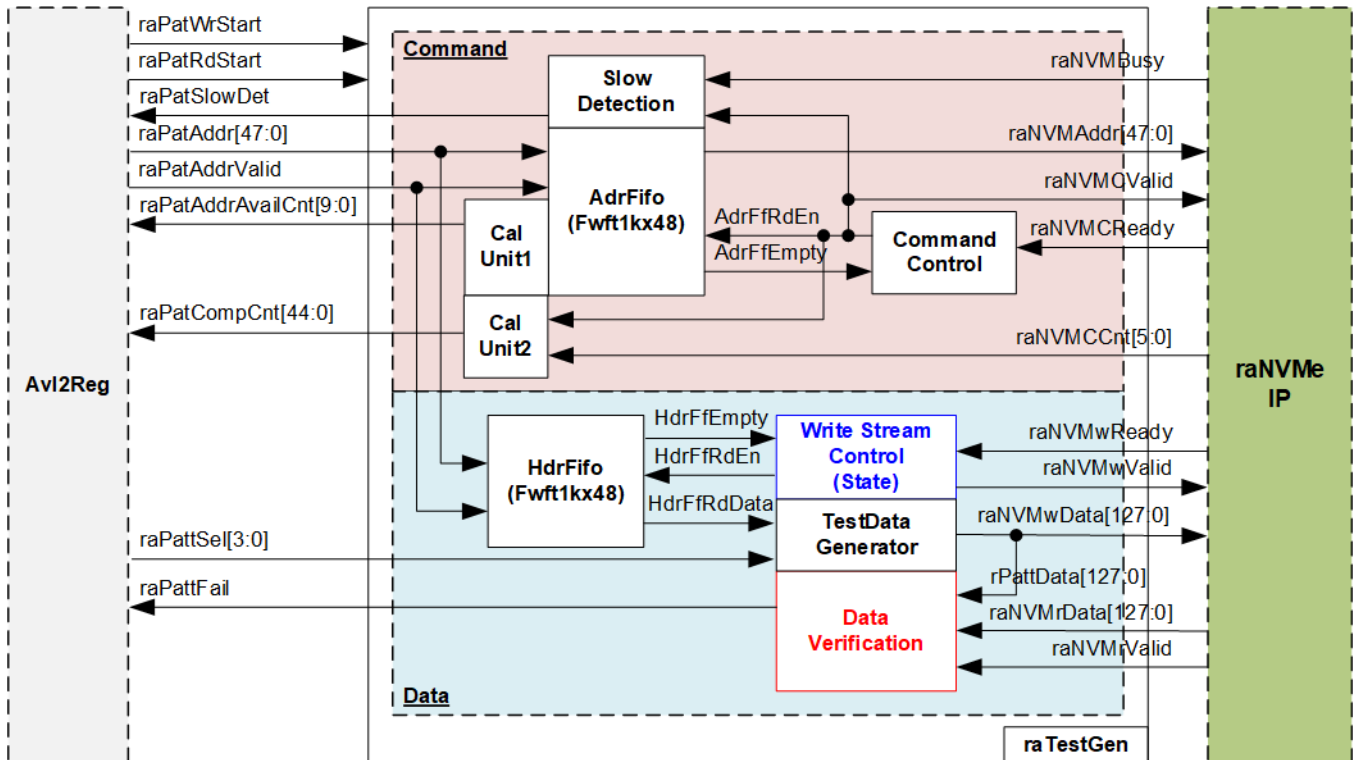 raPatWrStart
raPatRdStart
raPatSlowDet
raPatAddr[47:0]
raPatAddrValid
raPatAddrAvailCnt[9:0]
raPatCompCnt[44:0]
Avl2Reg
raPattSel[3:0]
raPattFail
Command
Slow
Detection
AdrFifo
(Fwft1kx48)
Cal
Unit1
Cal
Unit2
AdrFfRdEn
AdrFfEmpty
Command
Control
raNVMBusy
raNVMAddr[47:0]
raNVMCValid
raNVMCReady
raNVMCCnt[5:0]
HdrFifo
(Fwft1kx48)
HdrFfEmpty
HdrFfRdEn
HdrFfRdData
Write Stream
Control
(State)
TestData
Generator
Data
Verification
raNVMwReady
raNVMwValid
raNVMwData[127:0]
rPattData[127:0]
raNVMrData[127:0]
raNVMrValid
Data
raTestGen
raNVMe
IP